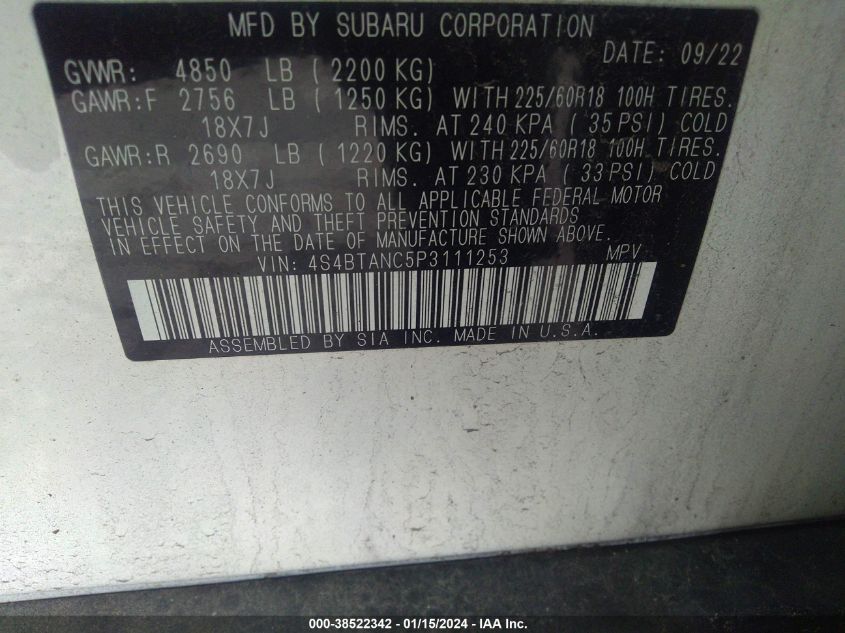 MFD BY SUBARU CORPORATION
DATE: 09/22
GVWR: 4850 LB ( 2200 KG)
GAWR:F 2756 LB ( 1250 KG) WITH 225/60R18 100H TIRES.
18X7J RIMS. AT 240 KPA ( 35 PSI) COLD
GAWR:R 2690 LB ( 1220 KG) WITH 225/60R18 100H TIRES.
18X7J RIMS. AT 230 KPA ( 33 PSI) COLD
THIS VEHICLE CONFORMS TO ALL APPLICABLE FEDERAL MOTOR
VEHICLE SAFETY AND THEFT PREVENTION STANDARDS
IN EFFECT ON THE DATE OF MANUFACTURE SHOWN ABOVE.
VIN: 4S4BTANC5P3111253 MPV
ASSEMBLED BY SIA INC. MADE IN U.S.A.
000-38522342 - 01/15/2024 - IAA Inc.